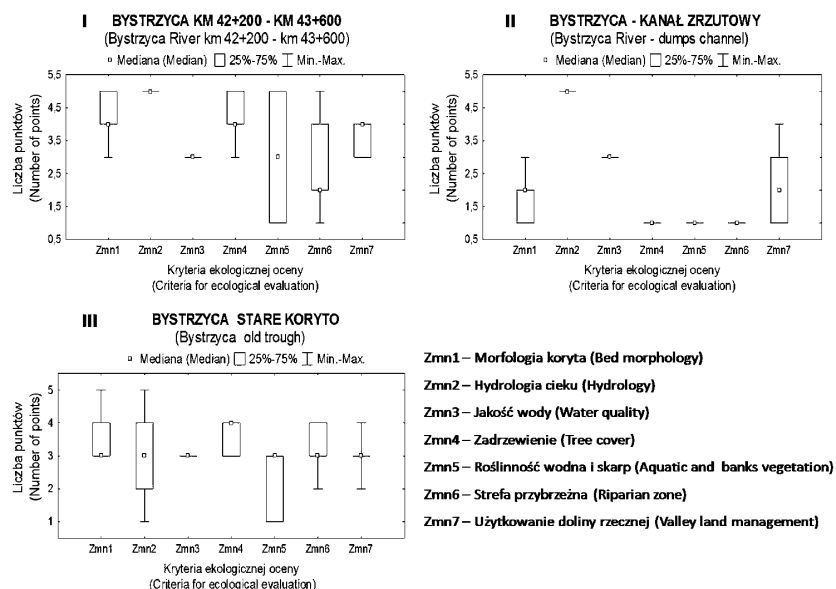 I BYSTRZYCA KM 42+200 - KM 43+600
(Bystrzyca River km 42+200 - km 43+600)
Mediana (Median) 25%-75% Min.-Max.
Liczba punktów
(Number of points)
5,5
4,5
3,5
2,5
1,5
0,5
Zmn1 Zmn2 Zmn3 Zmn4 Zmn5 Zmn6 Zmn7
Kryteria ekologicznej oceny
(Criteria for ecological evaluation)
II BYSTRZYCA - KANAŁ ZRZUTOWY
(Bystrzyca River - dumps channel)
Mediana (Median) 25%-75% Min.-Max.
Liczba punktów
(Number of points)
5,5
4,5
3,5
2,5
1,5
0,5
Zmn1 Zmn2 Zmn3 Zmn4 Zmn5 Zmn6 Zmn7
Kryteria ekologicznej oceny
(Criteria for ecological evaluation)
III BYSTRZYCA STARE KORYTO
(Bystrzyca old trough)
Mediana (Median) 25%-75% Min.-Max.
Liczba punktów
(Number of points)
5
4
3
2
1
Zmn1 Zmn2 Zmn3 Zmn4 Zmn5 Zmn6 Zmn7
Kryteria ekologicznej oceny
(Criteria for ecological evaluation)
Zmn1 – Morfologia koryta (Bed morphology)
Zmn2 – Hydrologia cieku (Hydrology)
Zmn3 – Jakość wody (Water quality)
Zmn4 – Zadrzewienie (Tree cover)
Zmn5 – Roślinność wodna i skarp (Aquatic and banks vegetation)
Zmn6 – Strefa przybrzeżna (Riparian zone)
Zmn7 – Użytkowanie doliny rzecznej (Valley land management)